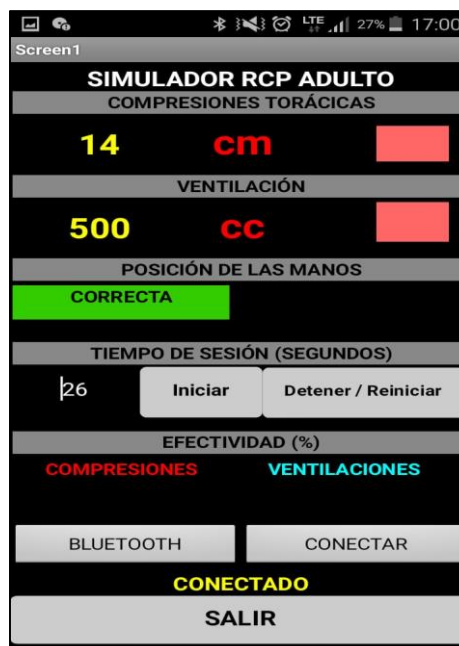 LTE 27% 17:00
Screen1
SIMULADOR RCP ADULTO
COMPRESIONES TORÁCICAS
14 cm
VENTILACIÓN
500 cc
POSICIÓN DE LAS MANOS
CORRECTA
TIEMPO DE SESIÓN (SEGUNDOS)
26 Iniciar Detener / Reiniciar
EFECTIVIDAD (%)
COMPRESIONES VENTILACIONES
BLUETOOTH CONECTAR
CONECTADO
SALIR